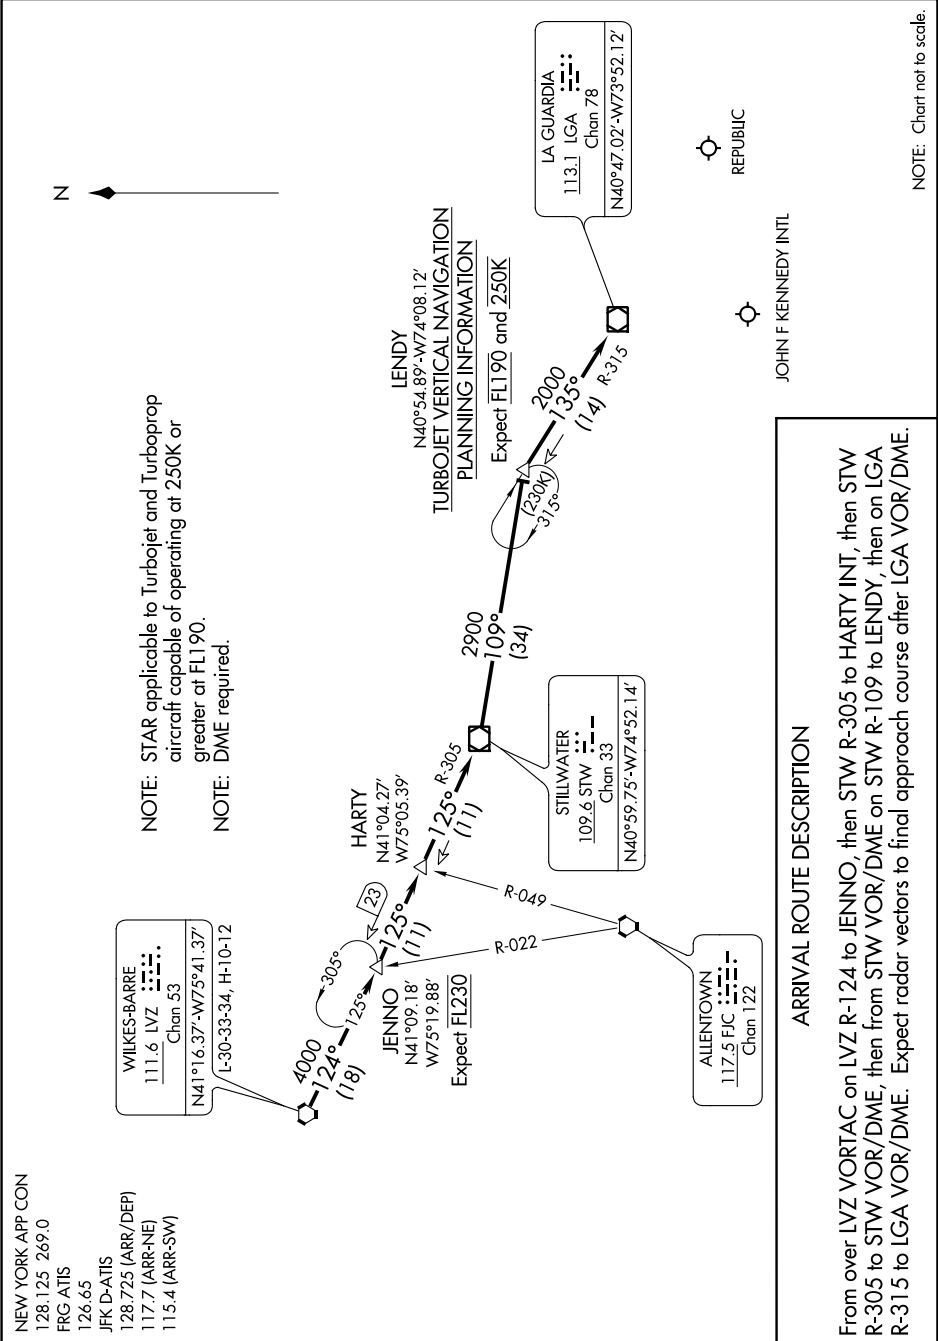 NEW YORK APP CON
128.125 269.0
FRG ATIS
126.65
JFK D-ATIS
128.725 (ARR/DEP)
117.7 (ARR-NE)
115.4 (ARR-SW)
N
NOTE: STAR applicable to Turbojet and Turboprop
aircraft capable of operating at 250K or
greater at FL190.
NOTE: DME required.
WILKES-BARRE
111.6 LVZ
Chan 53
N41°16.37'-W75°41.37'
L-30-33-34, H-10-12
4000
124°
(18)
305°
125°
23
JENNO
N41°09.18'
W75°19.88'
Expect FL230
125°
(11)
HARTY
N41°04.27'
W75°05.39'
125°
(11)
R-305
R-049
R-022
ALLENTOWN
117.5 FJC
Chan 122
STILLWATER
109.6 STW
Chan 33
N40°59.75'-W74°52.14'
2900
109°
(34)
LENDY
N40°54.89'-W74°08.12'
TURBOJET VERTICAL NAVIGATION
PLANNING INFORMATION
Expect FL190 and 250K
(230K)
315°
2000
135°
(14)
R-315
LA GUARDIA
113.1 LGA
Chan 78
N40°47.02'-W73°52.12'
REPUBLIC
JOHN F KENNEDY INTL
NOTE: Chart not to scale.
ARRIVAL ROUTE DESCRIPTION
From over LVZ VORTAC on LVZ R-124 to JENNO, then STW R-305 to HARTY INT, then STW
R-305 to STW VOR/DME, then from STW VOR/DME on STW R-109 to LENDY, then on LGA
R-315 to LGA VOR/DME. Expect radar vectors to final approach course after LGA VOR/DME.